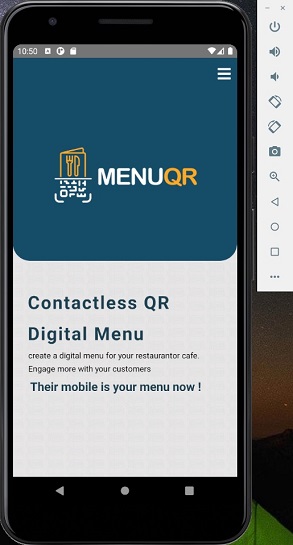 10:50
MENUQR
Contactless QR
Digital Menu
create a digital menu for your restaurantor cafe.
Engage more with your customers
Their mobile is your menu now !